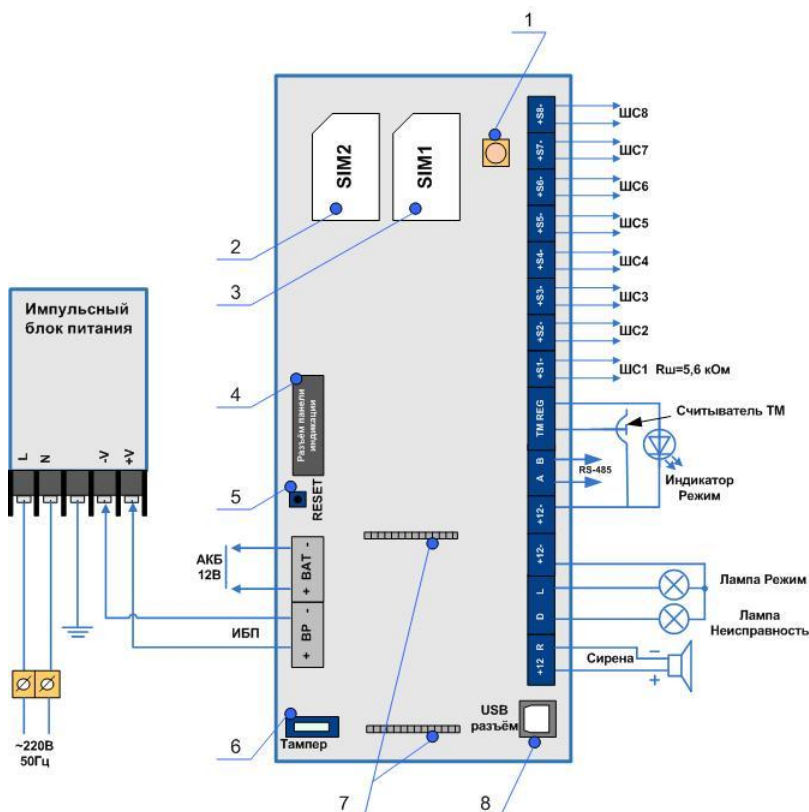 1
SIM2
SIM1
+S8-
ШС8
+S7-
ШС7
+S6-
ШС6
2
+S5-
ШС5
+S4-
ШС4
3
+S3-
ШС3
Импульсный
блок питания
+S2-
ШС2
+S1-
ШС1 Rш=5,6 кОм
4
Разъём панели
индикации
TM REG
Считыватель ТМ
L
N
-V
+V
A B
RS-485
Индикатор
Режим
5
RESET
+12-
АКБ
12В
+ BAT -
+12-
L
Лампа Режим
ИБП
+ BP -
D
Лампа
Неисправность
+12 R
Сирена
–
+
~220В
50Гц
6
Тампер
USB
разъём
7
8